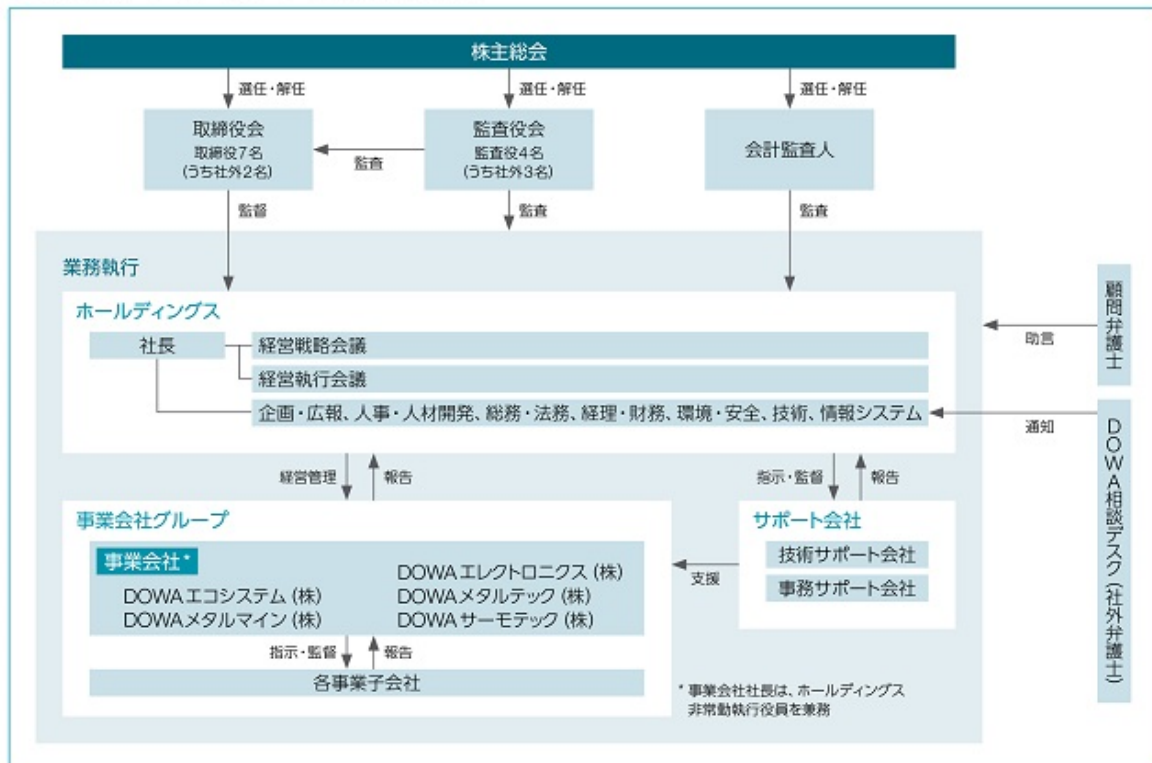 株主総会
選任・解任
選任・解任
選任・解任
取締役会
取締役7名
(うち社外2名)
監査
監査役会
監査役4名
(うち社外3名)
会計監査人
監督
監査
監査
業務執行
ホールディングス
社長
経営戦略会議
経営執行会議
企画・広報、人事・人材開発、総務・法務、経理・財務、環境・安全、技術、情報システム
顧問弁護士
助言
通知
DOWA相談デスク(社外弁護士)
経営管理
報告
指示・監督
報告
事業会社グループ
事業会社*
DOWAエコシステム(株)
DOWAメタルマイン(株)
DOWAエレクトロニクス(株)
DOWAメタルテック(株)
DOWAサーモテック(株)
支援
サポート会社
技術サポート会社
事務サポート会社
指示・監督
報告
各事業子会社
* 事業会社社長は、ホールディングス
非常勤執行役員を兼務